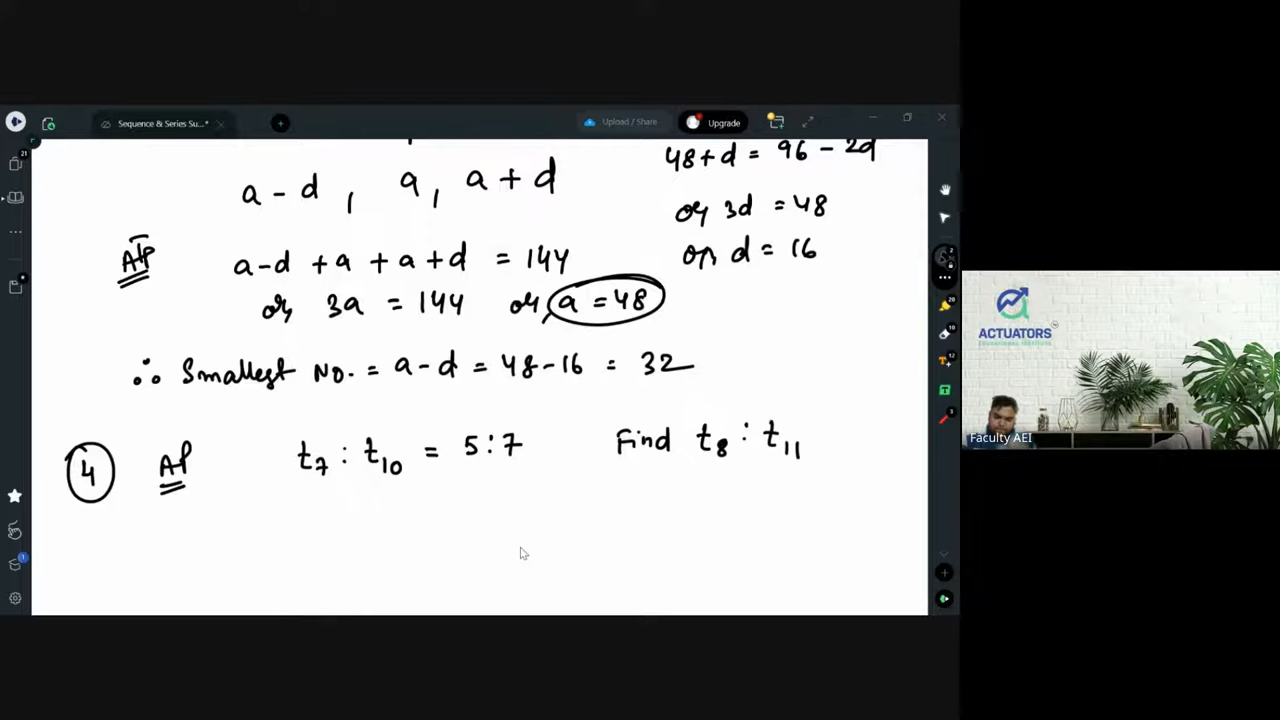 Sequence & Series Su...*
Upload / Share
Upgrade
21
48+d = 96 - 2d
a - d, a, a + d
or 3d = 48
AP
a-d + a + a + d = 144
or d = 16
or 3a = 144 or, a = 48
∴ Smallest No. = a - d = 48 - 16 = 32
4 AP t₇ : t₁₀ = 5:7 Find t₈ : t₁₁
ACTUATORS
Faculty AEI